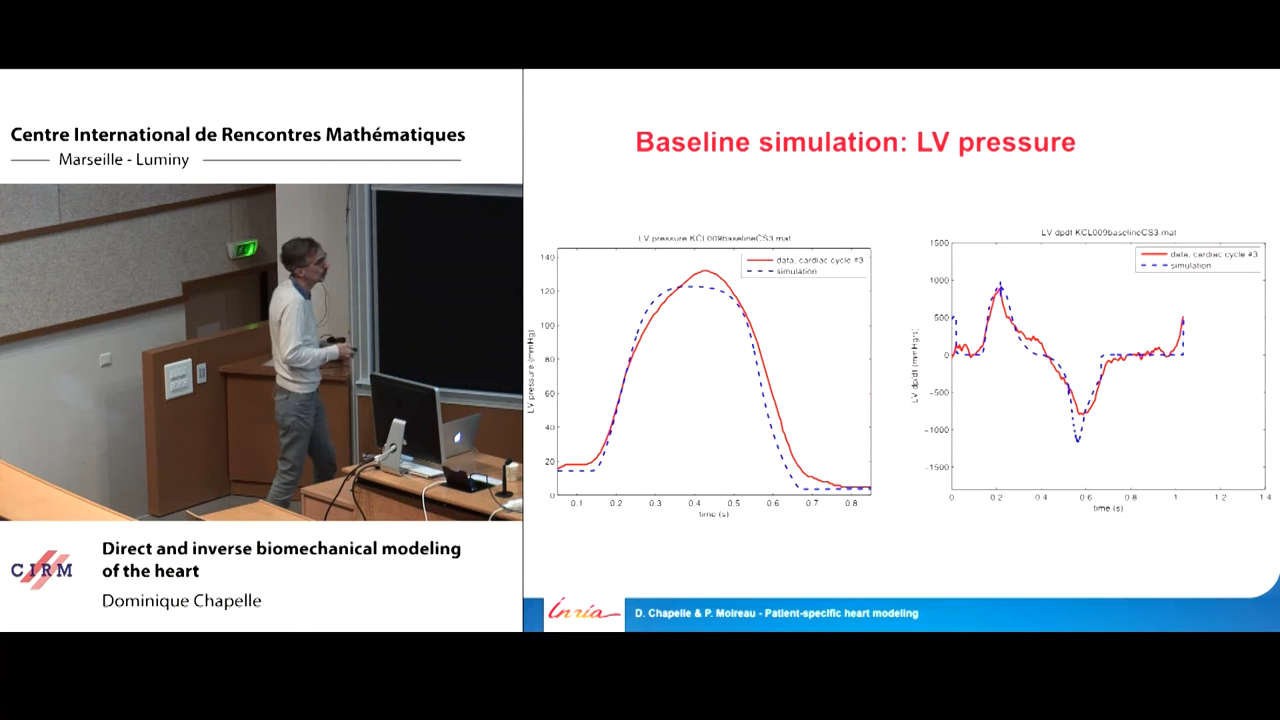 Centre International de Rencontres Mathématiques
Marseille - Luminy
Baseline simulation: LV pressure
LV pressure KCL009baselineCS3 mat
data, cardiac cycle #3
simulation
LV pressure (mmHg)
140
120
100
80
60
40
20
0
0.1 0.2 0.3 0.4 0.5 0.6 0.7 0.8
time (s)
LV dpdt KCL009baselineCS3 mat
data, cardiac cycle #3
simulation
LV dp/dt (mmHg/s)
1500
1000
500
0
-500
-1000
-1500
0 0.2 0.4 0.6 0.8 1 1.2 1.4
time (s)
CIRM
Direct and inverse biomechanical modeling
of the heart
Dominique Chapelle
Inria
D. Chapelle & P. Moireau - Patient-specific heart modeling